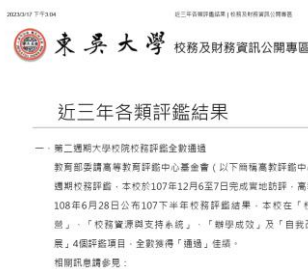 2023/3/17 下午3:04 近三年各類評鑑結果 | 校務及財務資訊公開專區
東吳大學 校務及財務資訊公開專區
近三年各類評鑑結果
一、第二週期大學校院校務評鑑全數通過
教育部委請高等教育評鑑中心基金會(以下簡稱高教評鑑中
週期校務評鑑,本校於107年12月6至7日完成實地訪評,高
108年6月28日公布107下半年校務評鑑結果,本校在「
營」、「校務資源與支持系統」、「辦學成效」及「自我
展」4個評鑑項目,全數獲得「通過」佳績。
相關訊息請參見: